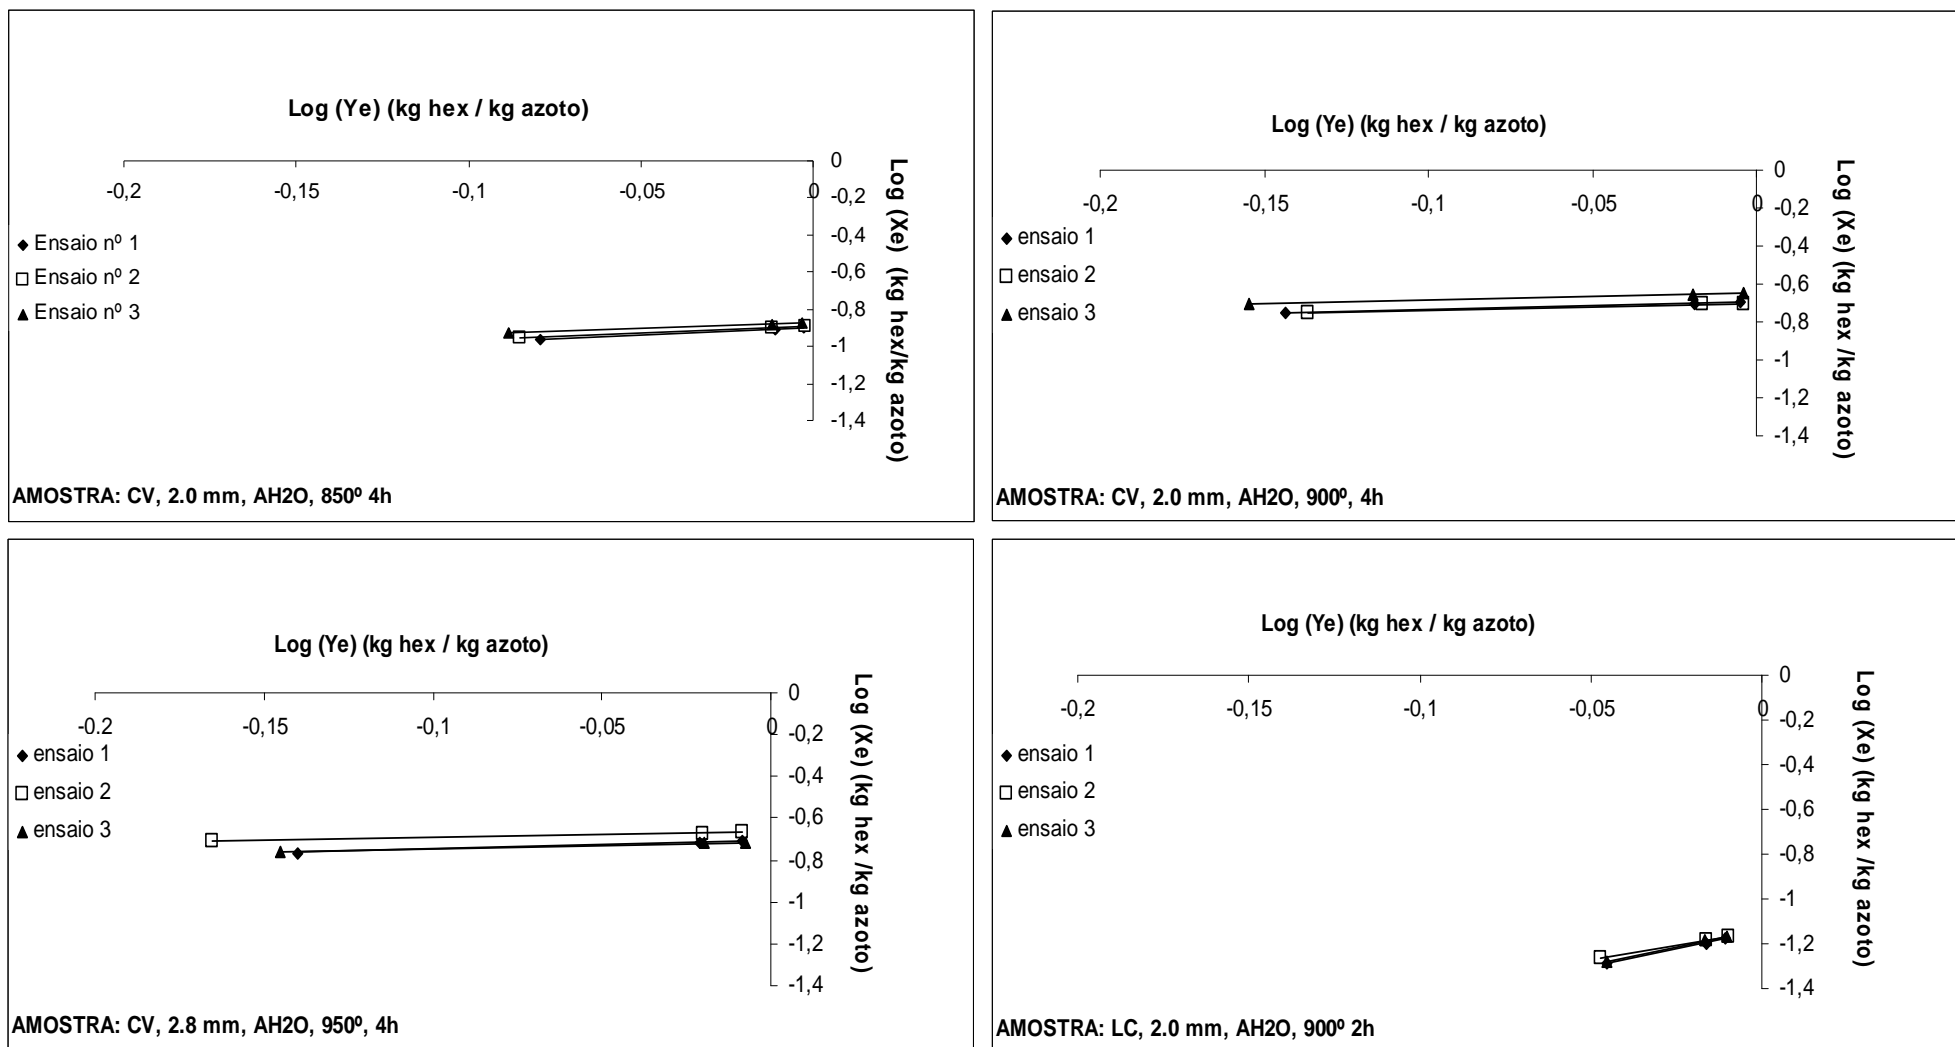 Log (Ye) (kg hex / kg azoto)
-0,2 -0,15 -0,1 -0,05 0
0
-0,2
-0,4
-0,6
-0,8
-1
-1,2
-1,4
Log (Xe) (kg hex/kg azoto)
Ensaio nº 1
Ensaio nº 2
Ensaio nº 3
AMOSTRA: CV, 2.0 mm, AH2O, 850º 4h
Log (Ye) (kg hex / kg azoto)
-0,2 -0,15 -0,1 -0,05 0
0
-0,2
-0,4
-0,6
-0,8
-1
-1,2
-1,4
Log (Xe) (kg hex /kg azoto)
ensaio 1
ensaio 2
ensaio 3
AMOSTRA: CV, 2.0 mm, AH2O, 900º, 4h
Log (Ye) (kg hex / kg azoto)
-0,2 -0,15 -0,1 -0,05 0
0
-0,2
-0,4
-0,6
-0,8
-1
-1,2
-1,4
Log (Xe) (kg hex /kg azoto)
ensaio 1
ensaio 2
ensaio 3
AMOSTRA: CV, 2.8 mm, AH2O, 950º, 4h
Log (Ye) (kg hex / kg azoto)
-0,2 -0,15 -0,1 -0,05 0
0
-0,2
-0,4
-0,6
-0,8
-1
-1,2
-1,4
Log (Xe) (kg hex /kg azoto)
ensaio 1
ensaio 2
ensaio 3
AMOSTRA: LC, 2.0 mm, AH2O, 900º 2h